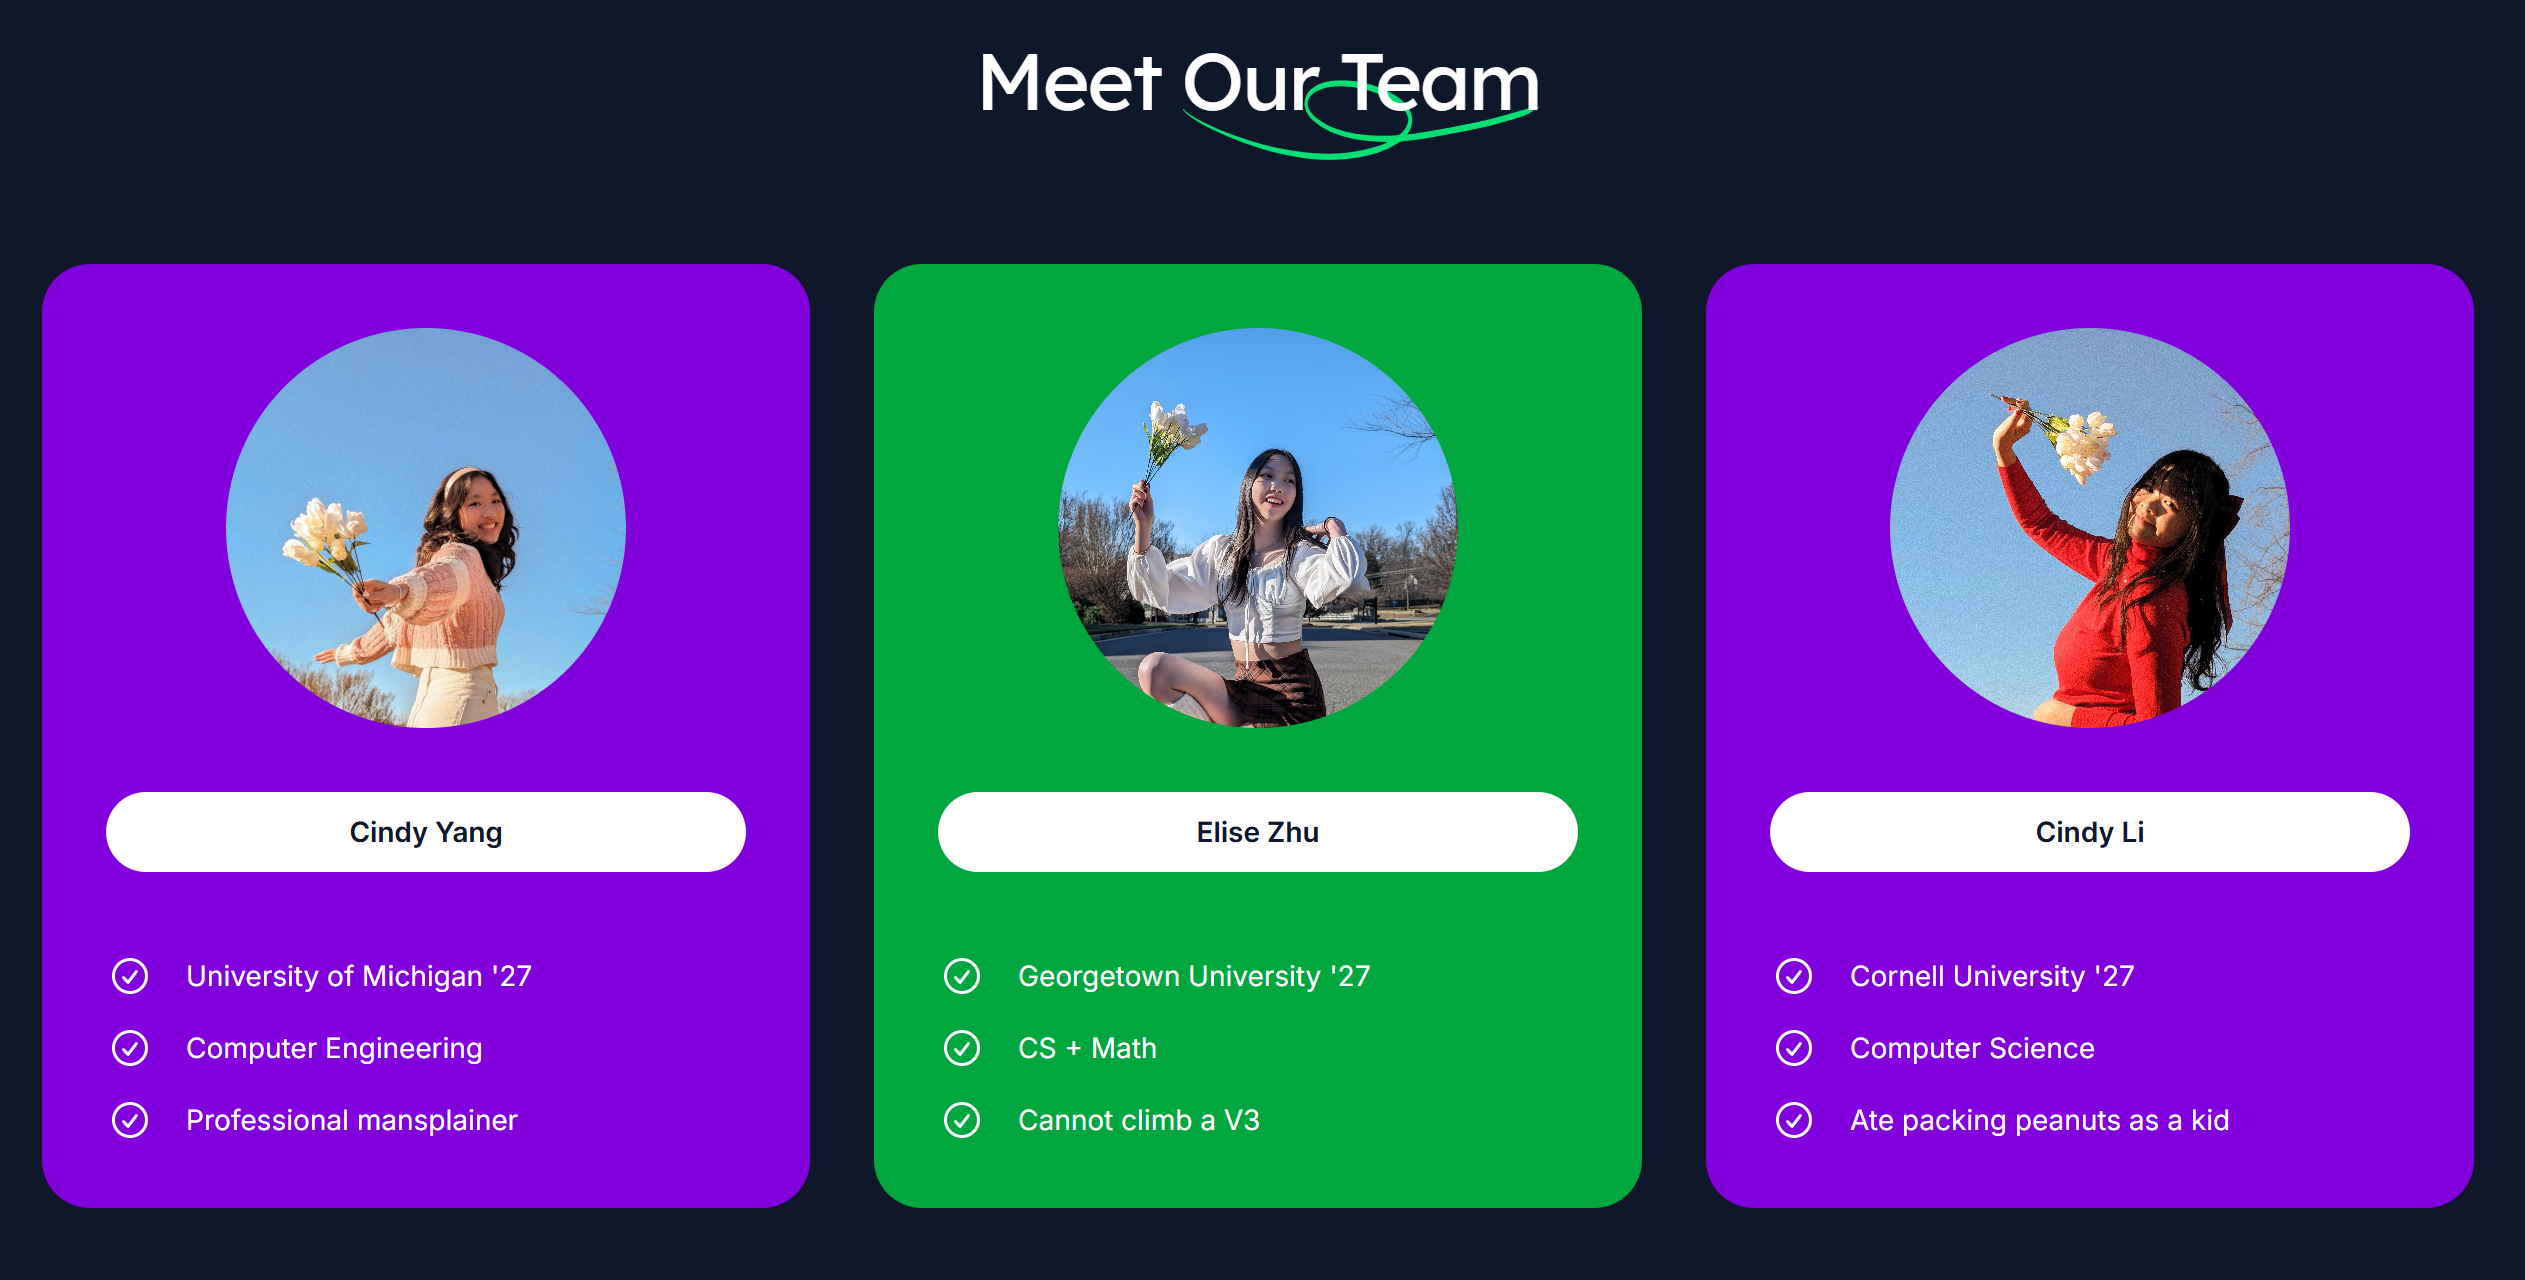 Meet Our Team
Cindy Yang
University of Michigan '27
Computer Engineering
Professional mansplainer
Elise Zhu
Georgetown University '27
CS + Math
Cannot climb a V3
Cindy Li
Cornell University '27
Computer Science
Ate packing peanuts as a kid